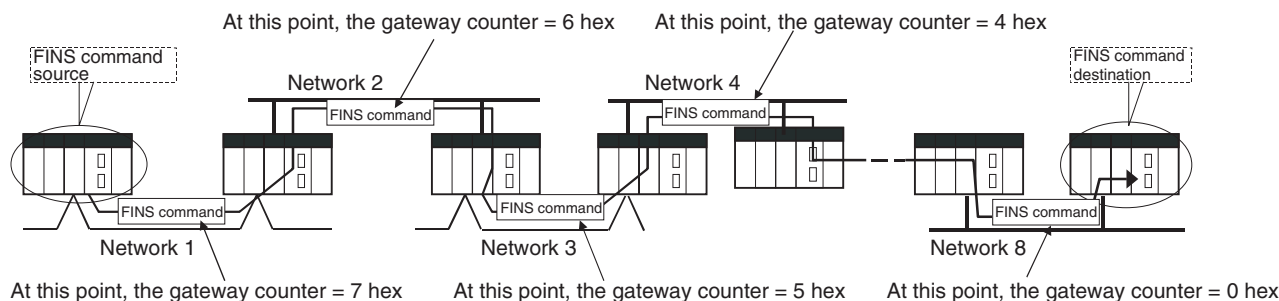 At this point, the gateway counter = 6 hex
At this point, the gateway counter = 4 hex
FINS command
source
FINS command
destination
Network 2
Network 4
FINS command
FINS command
FINS command
FINS command
FINS command
Network 1
Network 3
Network 8
At this point, the gateway counter = 7 hex
At this point, the gateway counter = 5 hex
At this point, the gateway counter = 0 hex